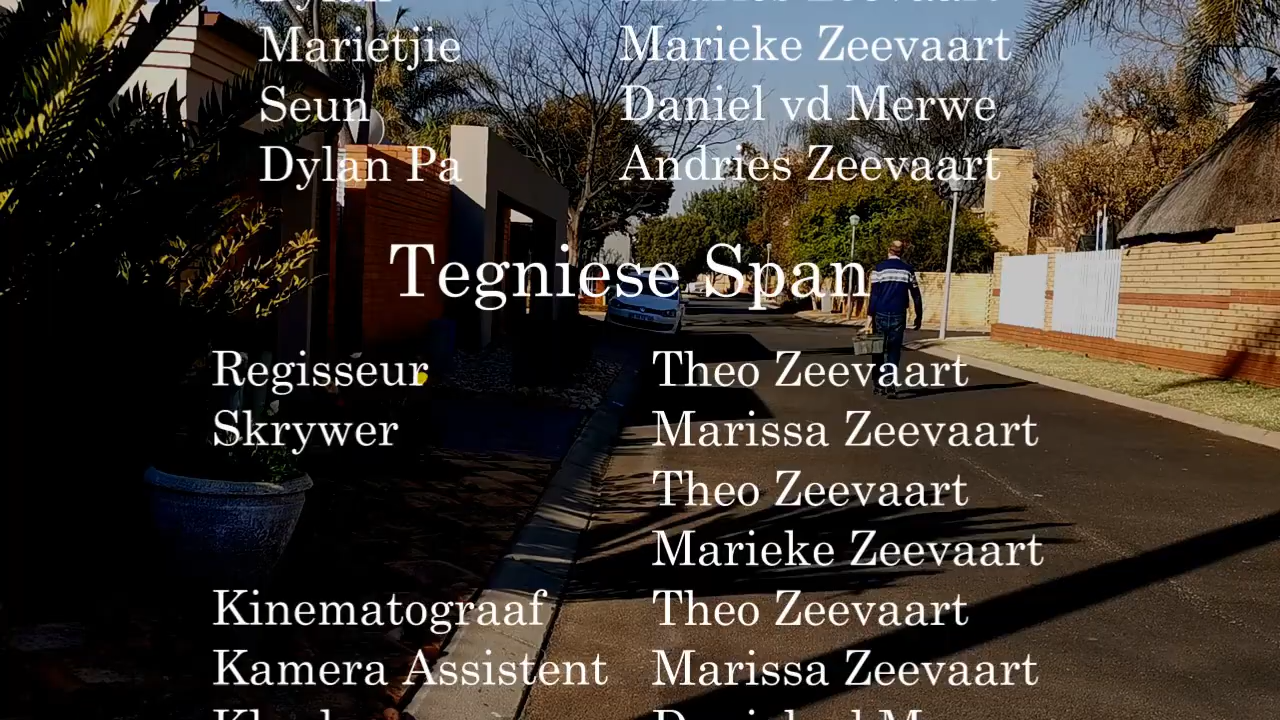 Marietjie Marieke Zeevaart
Seun Daniel vd Merwe
Dylan Pa Andries Zeevaart
Tegniese Span
Regisseur Theo Zeevaart
Skrywer Marissa Zeevaart
Theo Zeevaart
Marieke Zeevaart
Kinematograaf Theo Zeevaart
Kamera Assistent Marissa Zeevaart